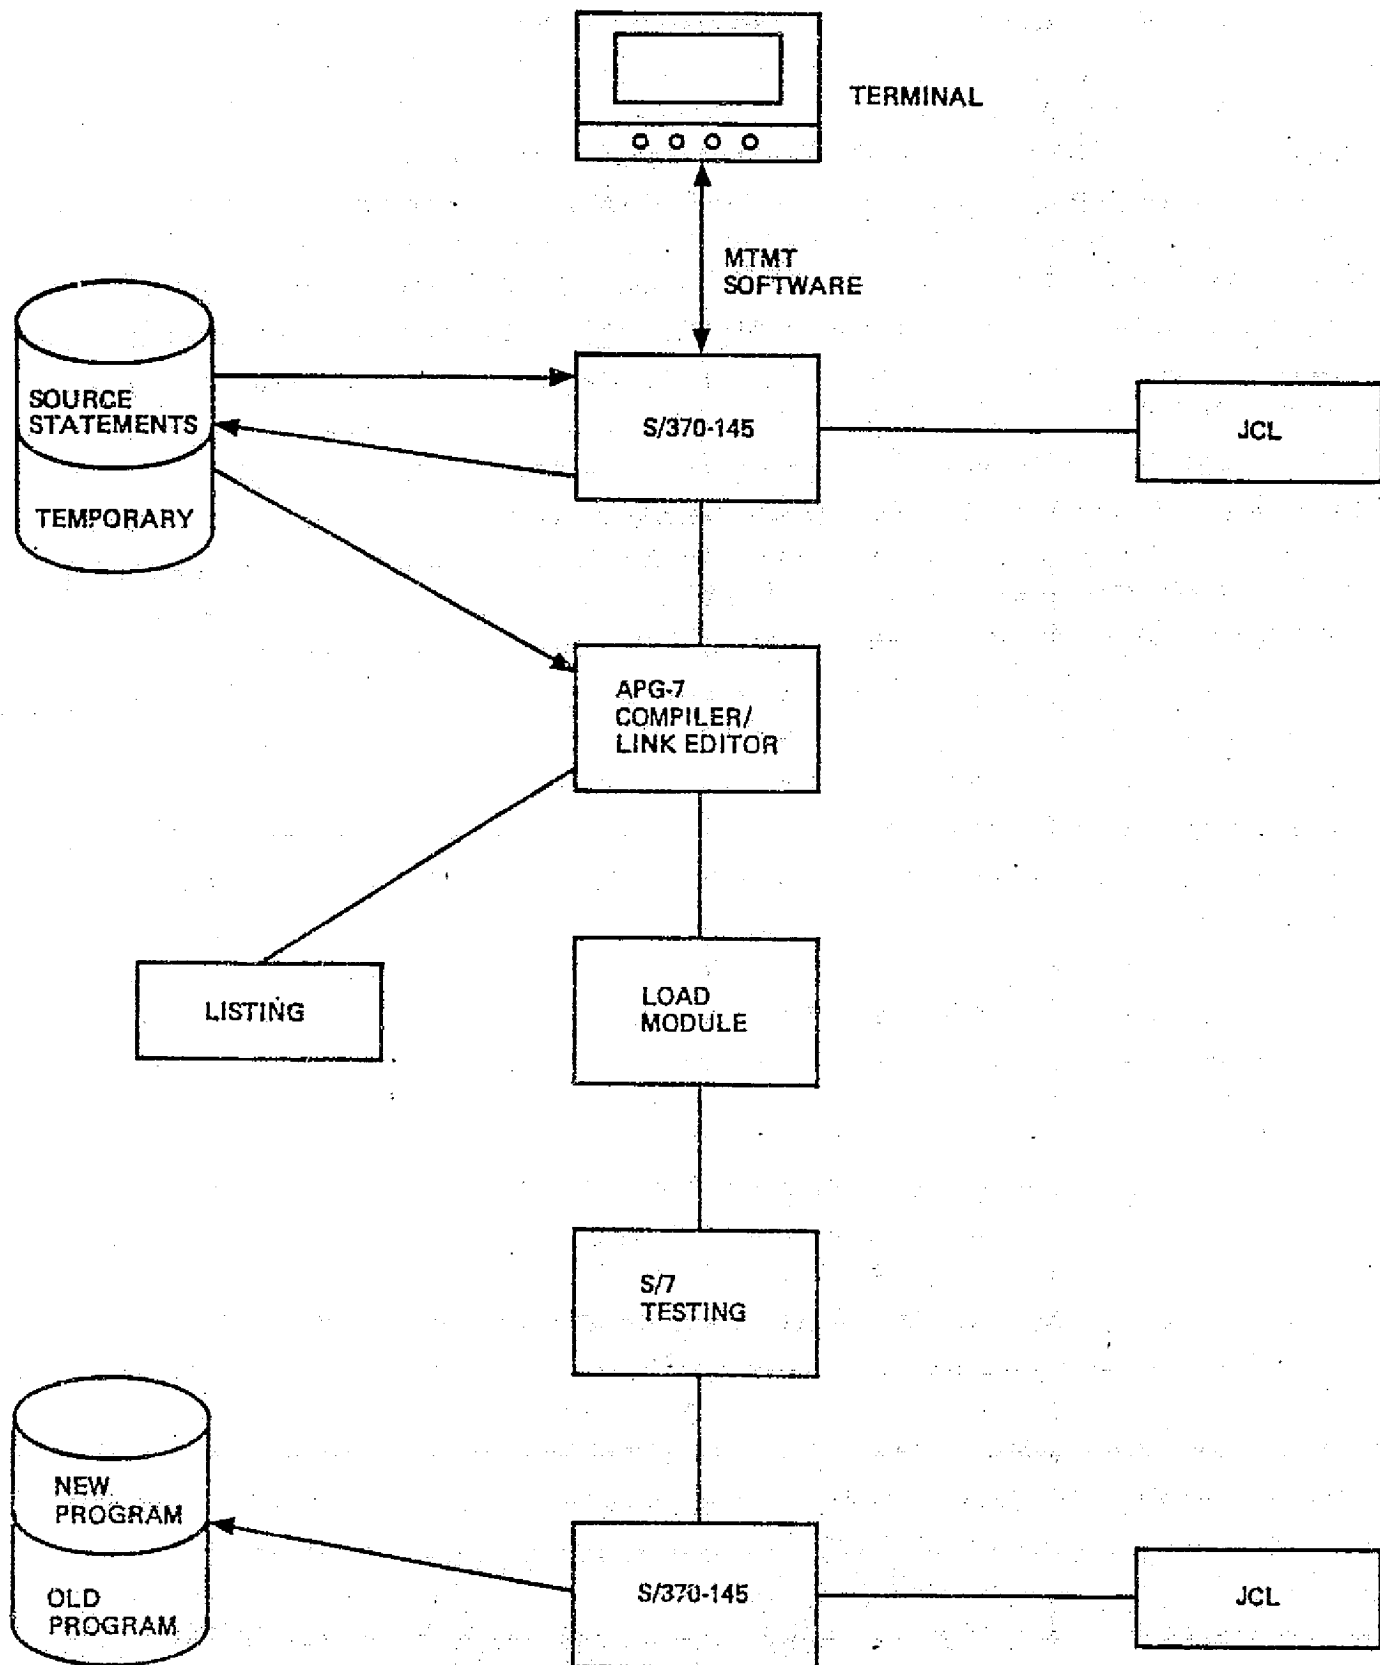 TERMINAL
MTMT
SOFTWARE
SOURCE
STATEMENTS
TEMPORARY
S/370-145
JCL
APG-7
COMPILER/
LINK EDITOR
LISTING
LOAD
MODULE
S/7
TESTING
NEW
PROGRAM
OLD
PROGRAM
S/370-145
JCL